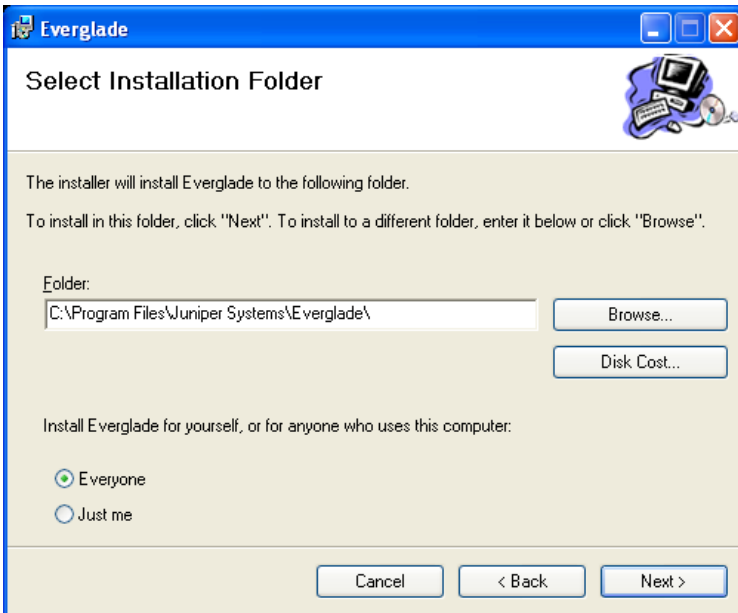 Everglade
Select Installation Folder
The installer will install Everglade to the following folder.
To install in this folder, click "Next". To install to a different folder, enter it below or click "Browse".
Folder:
C:\Program Files\Juniper Systems\Everglade\
Browse...
Disk Cost...
Install Everglade for yourself, or for anyone who uses this computer:
Everyone
Just me
Cancel
< Back
Next >